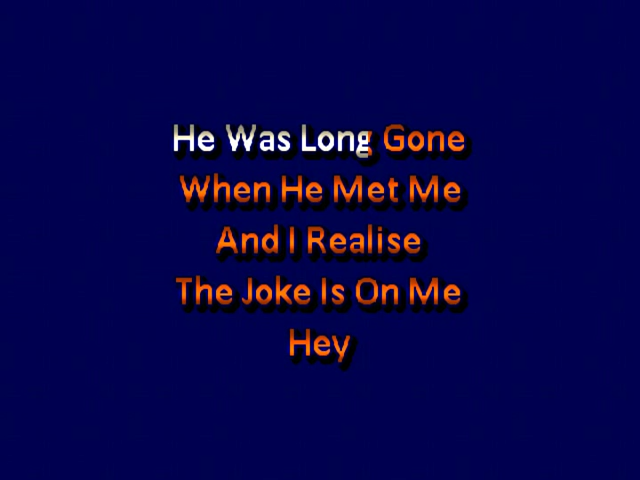 He Was Long Gone
When He Met Me
And I Realise
The Joke Is On Me
Hey